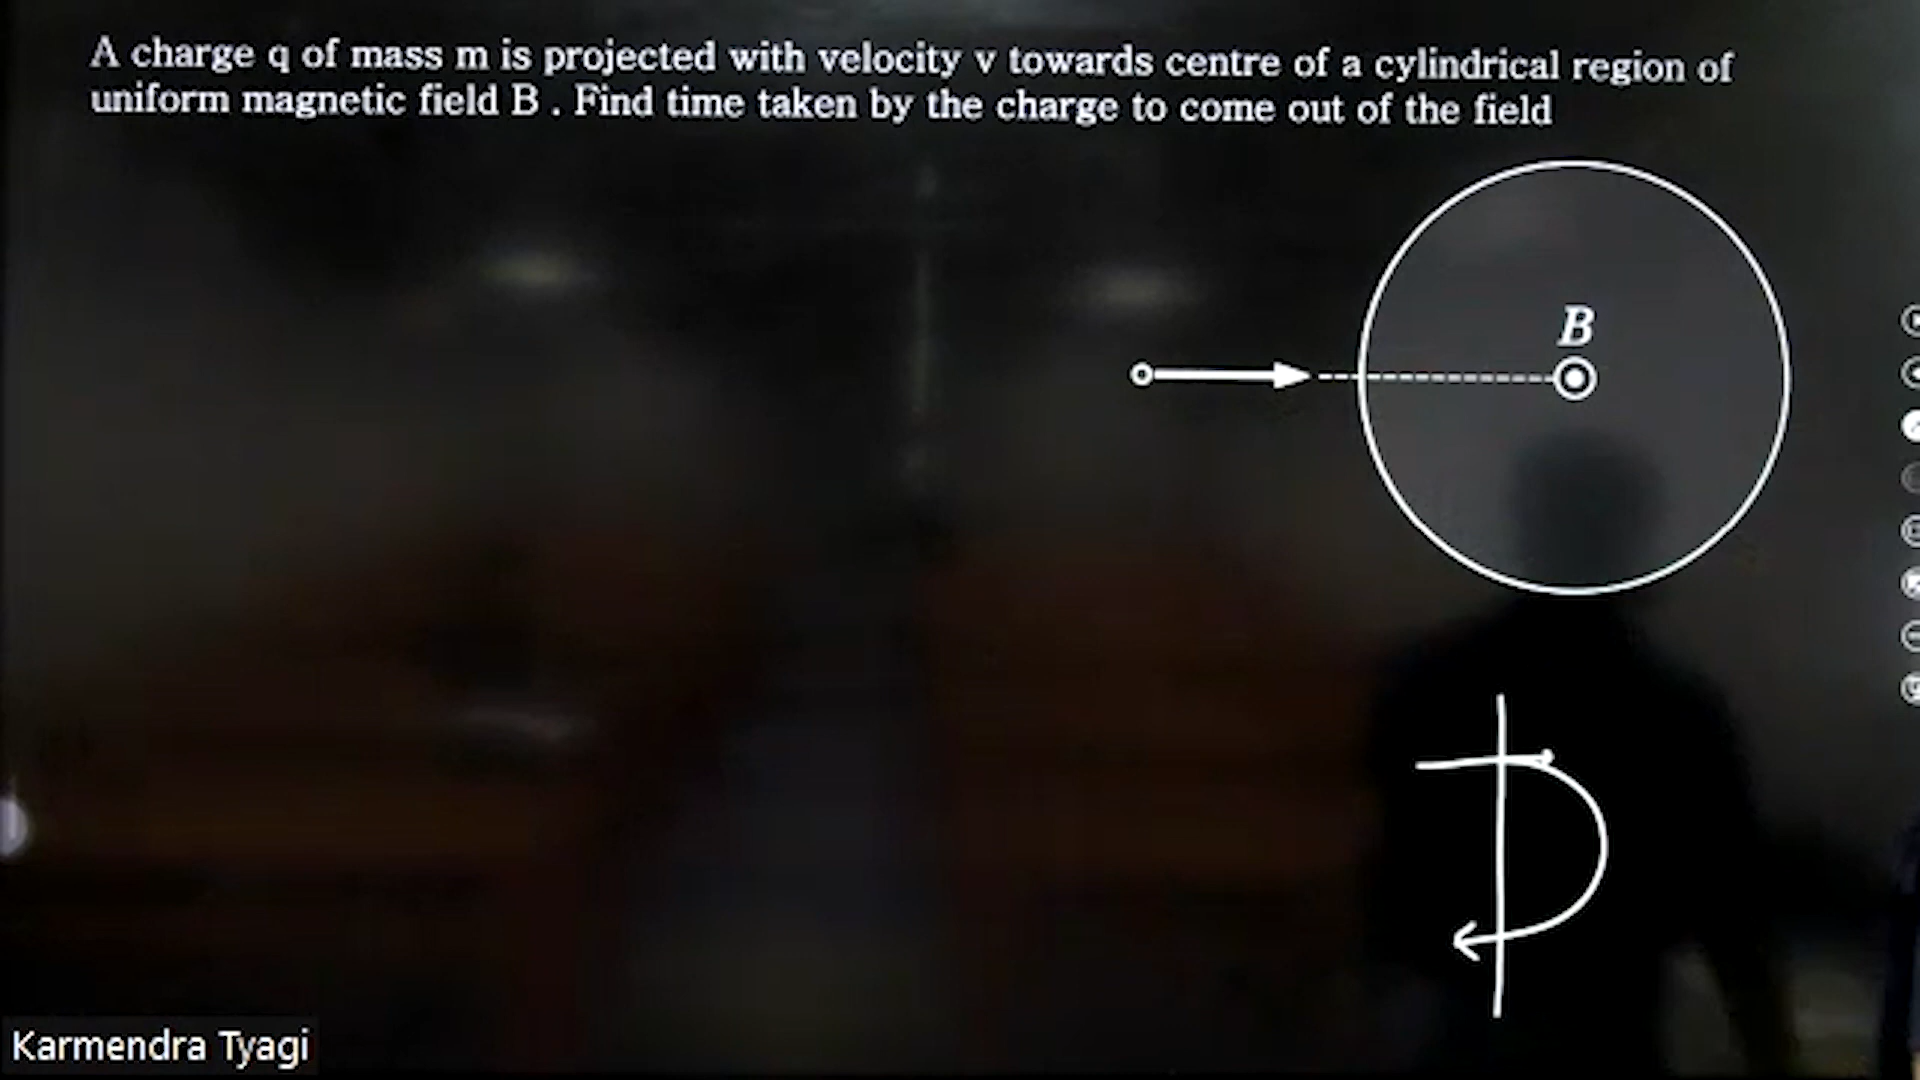 A charge q of mass m is projected with velocity v towards centre of a cylindrical region of
uniform magnetic field B . Find time taken by the charge to come out of the field
B
Karmendra Tyagi